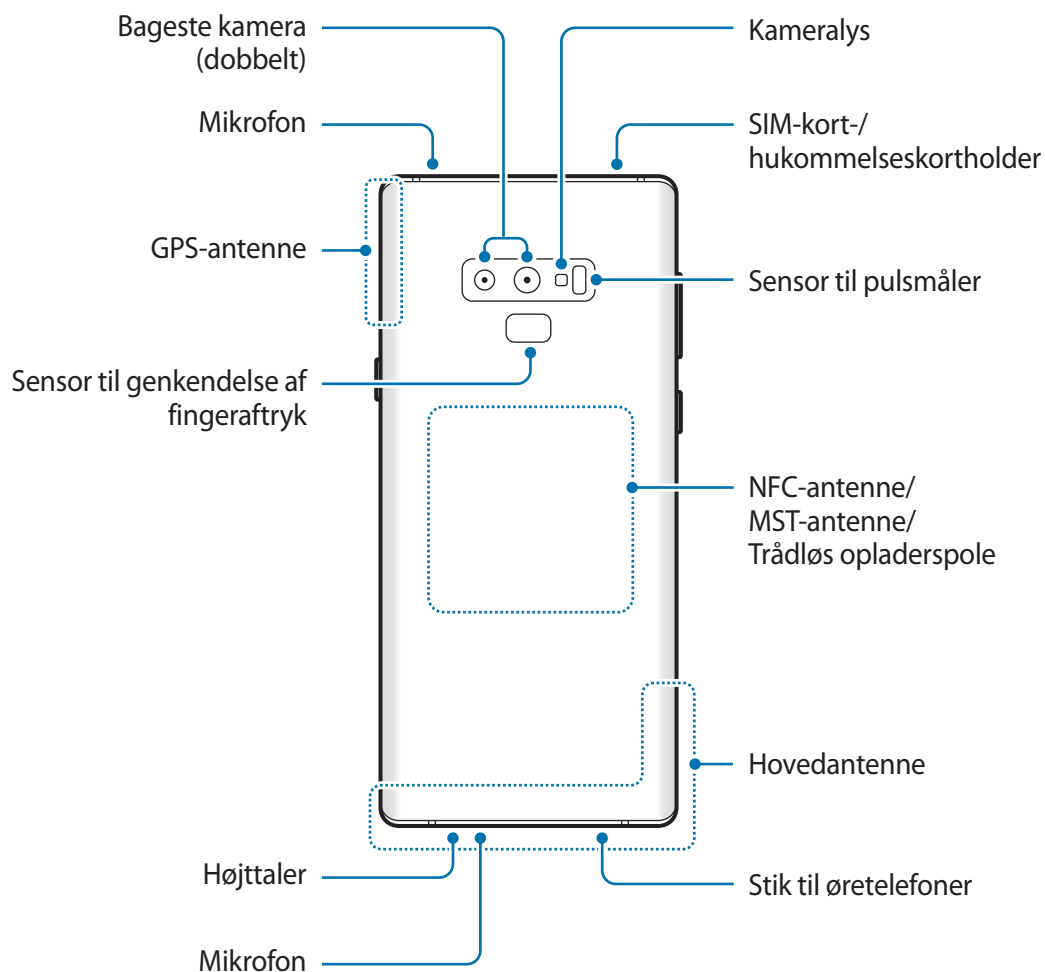 Bageste kamera
(dobbelt)
Mikrofon
GPS-antenne
Sensor til genkendelse af
fingeraftryk
Højttaler
Mikrofon
Kameralys
SIM-kort-/
hukommelseskortholder
Sensor til pulsmåler
NFC-antenne/
MST-antenne/
Trådløs opladerspole
Hovedantenne
Stik til øretelefoner